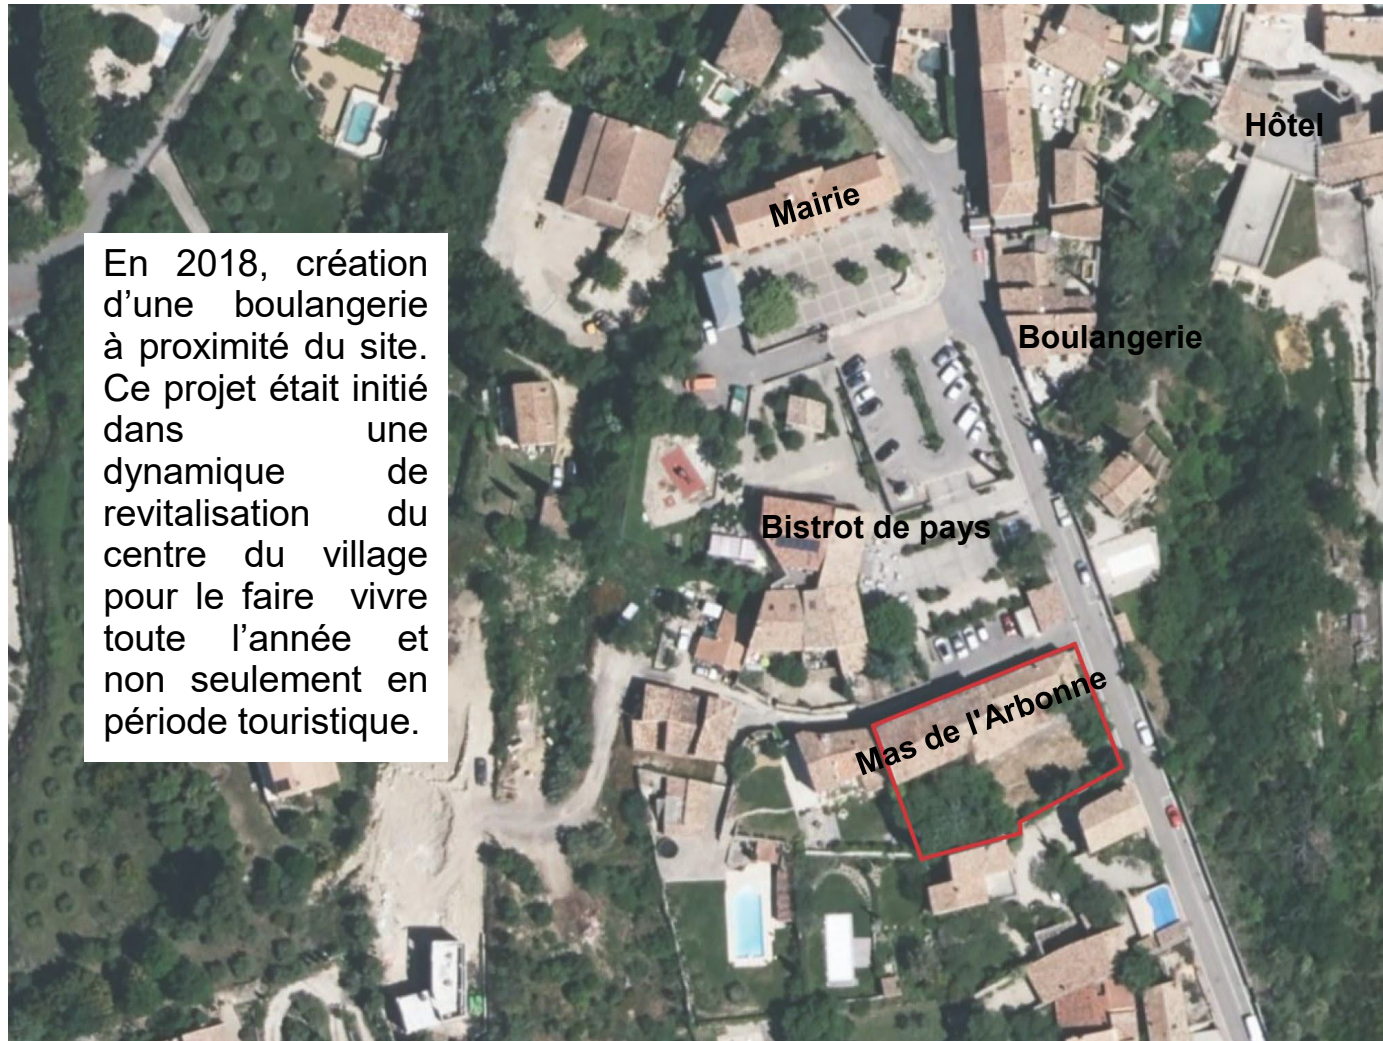 Hôtel
Mairie
En 2018, création
d’une boulangerie
à proximité du site.
Ce projet était initié
dans une
dynamique de
revitalisation du
centre du village
pour le faire vivre
toute l’année et
non seulement en
période touristique.
Boulangerie
Bistrot de pays
Mas de l'Arbonne